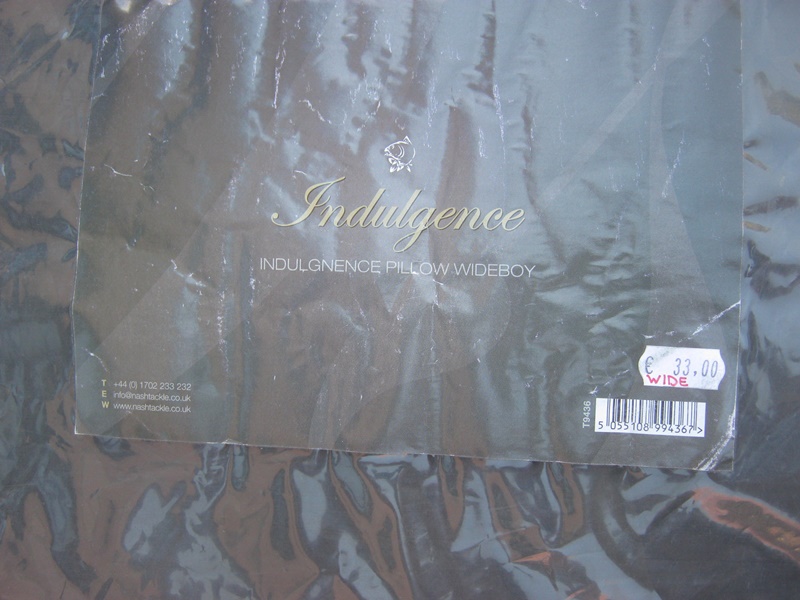 Indulgence
INDULGNENCE PILLOW WIDEBOY
€ 33,00
WIDE
T +44 (0) 1702 233 232
E info@nashtackle.co.uk
W www.nashtackle.co.uk
T9436
5 055108 994367 >